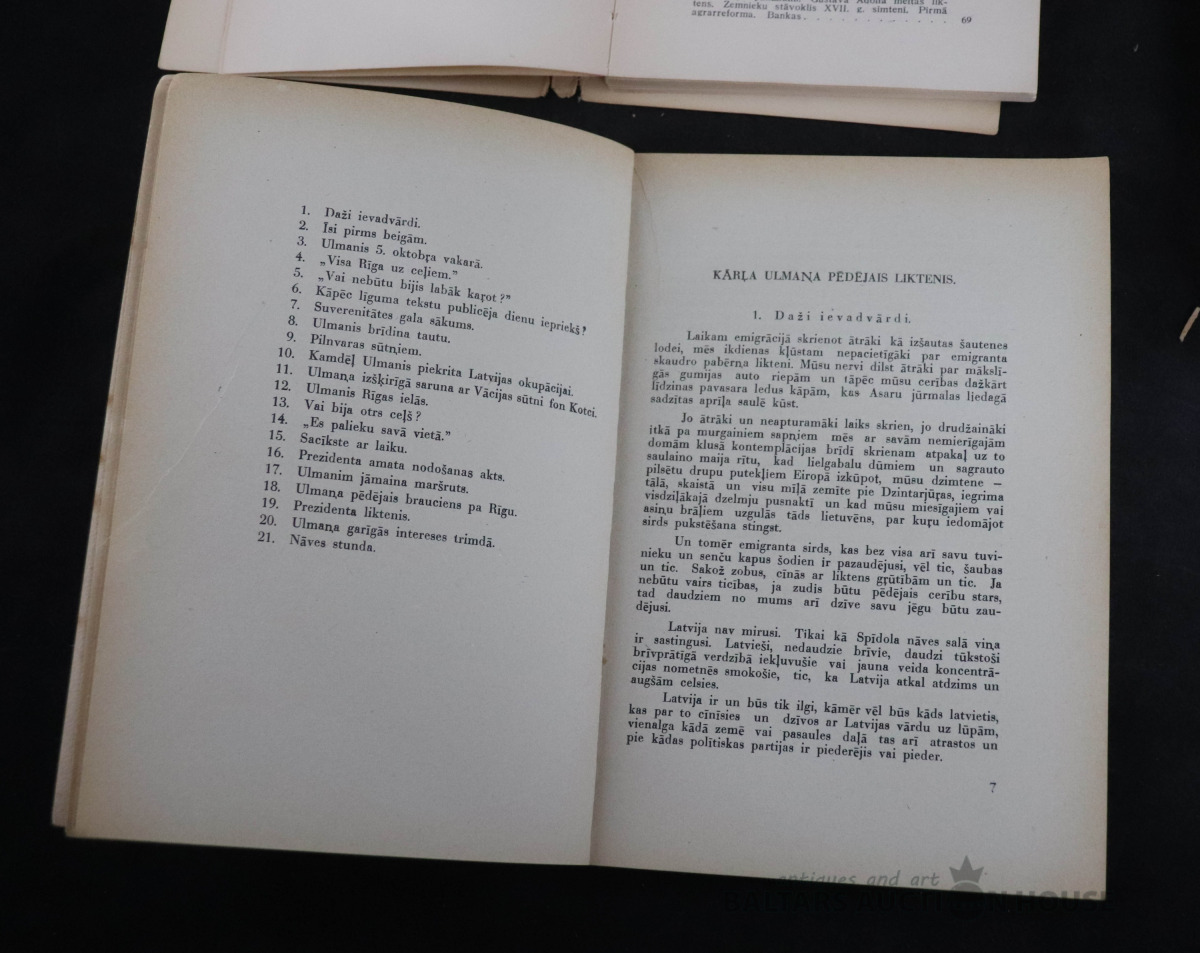 tens. Zemnieku stāvoklis XVII. g. simteni. Pirmā
agrarreforma. Bankas . . . . . . . . . . . . 69
1. Daži ievadvārdi.
2. Īsi pirms beigām.
3. Ulmanis 5. oktobŗa vakarā.
4. „Visa Rīga uz ceļiem.”
5. „Vai nebūtu bijis labāk kaŗot?”
6. Kāpēc līguma tekstu publicēja dienu iepriekš?
7. Suverenitātes gala sākums.
8. Ulmanis brīdina tautu.
9. Pilnvaras sūtņiem.
10. Kamdēļ Ulmanis piekrita Latvijas okupācijai.
11. Ulmaņa izšķirīgā saruna ar Vācijas sūtni fon Kotci.
12. Ulmanis Rīgas ielās.
13. Vai bija otrs ceļš?
14. „Es palieku savā vietā.”
15. Sacīkste ar laiku.
16. Prezidenta amata nodošanas akts.
17. Ulmanim jāmaina maršruts.
18. Ulmaņa pēdējais brauciens pa Rīgu.
19. Prezidenta liktenis.
20. Ulmaņa garīgās intereses trimdā.
21. Nāves stunda.
KĀRĻA ULMAŅA PĒDĒJAIS LIKTENIS.
1. Daži ievadvārdi.
Laikam emigrācijā skrienot ātrāki kā izšautas šautenes
lodei, mēs ikdienas kļūstam nepacietīgāki par emigranta
skaudro pabērna likteni. Mūsu nervi dilst ātrāki par māksli-
gās gumijas auto riepām un tāpēc mūsu cerības dažkārt
līdzinas pavasara ledus kāpām, kas Asaru jūrmalas liedagā
sadzītas aprīļa saulē kūst.
Jo ātrāki un neapturamāki laiks skrien, jo drudžaināki
itkā pa murgainiem sapņiem mēs ar savām nemierīgajām
domām klusā kontemplācijas brīdī skrienam atpakaļ uz to
saulaino maija rītu, kad lielgabalu dūmiem un sagrauto
pilsētu drupu putekļiem Eiropā izkūpot, mūsu dzimtene —
tālā, skaistā un visu mīļā zemīte pie Dzintarjūŗas, iegrima
visdziļākajā dzelmju pusnaktī un kad mūsu miesīgajiem vai
asiņu brāļiem uzgulās tāds lietuvēns, par kuŗu iedomājot
sirds pukstēšana stingst.
Un tomēr emigranta sirds, kas bez visa arī savu tuvi-
nieku un senču kapus šodien ir pazaudējusi, vēl tic, šaubas
un tic. Sakož zobus, cīnās ar liktens gŗūtībām un tic. Ja
nebūtu vairs ticības, ja zudis būtu pēdējais cerību stars,
tad daudziem no mums arī dzīve savu jēgu būtu zau-
dējusi.
Latvija nav mirusi. Tikai kā Spīdola nāves salā viņa
ir sastingusi. Latvieši, nedaudzie brīvie, daudzi tūkstoši
brīvprātīgā verdzībā iekļuvušie vai jauna veida koncentrā-
cijas nometnēs smokošie, tic, ka Latvija atkal atdzims un
augšām celsies.
Latvija ir un būs tik ilgi, kāmēr vēl būs kāds latvietis,
kas par to cīnīsies un dzīvos ar Latvijas vārdu uz lūpām,
vienalga kādā zemē vai pasaules daļā tas arī atrastos un
pie kādas polītiskas partijas ir piederējis vai pieder.
7
antiques and art
BALTARS AUCTION HOUSE